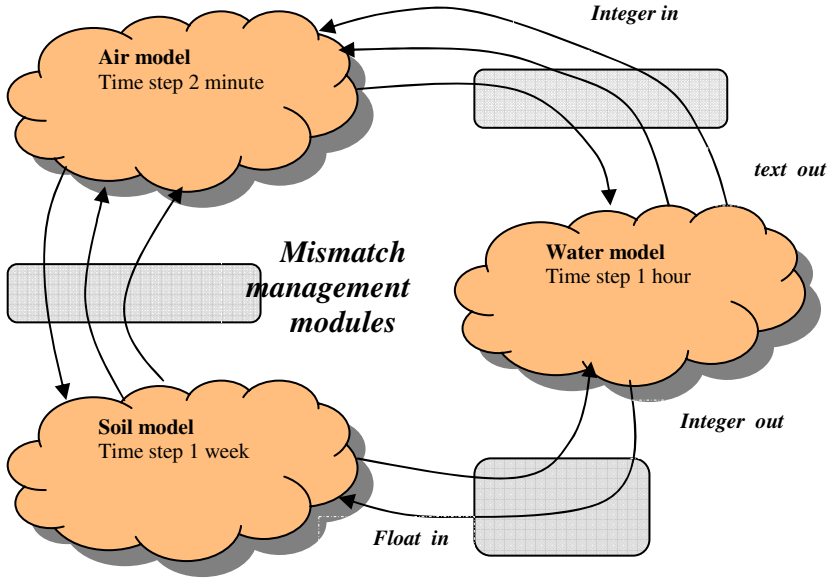 Integer in
Air model
Time step 2 minute
text out
Mismatch
management
modules
Water model
Time step 1 hour
Integer out
Soil model
Time step 1 week
Float in